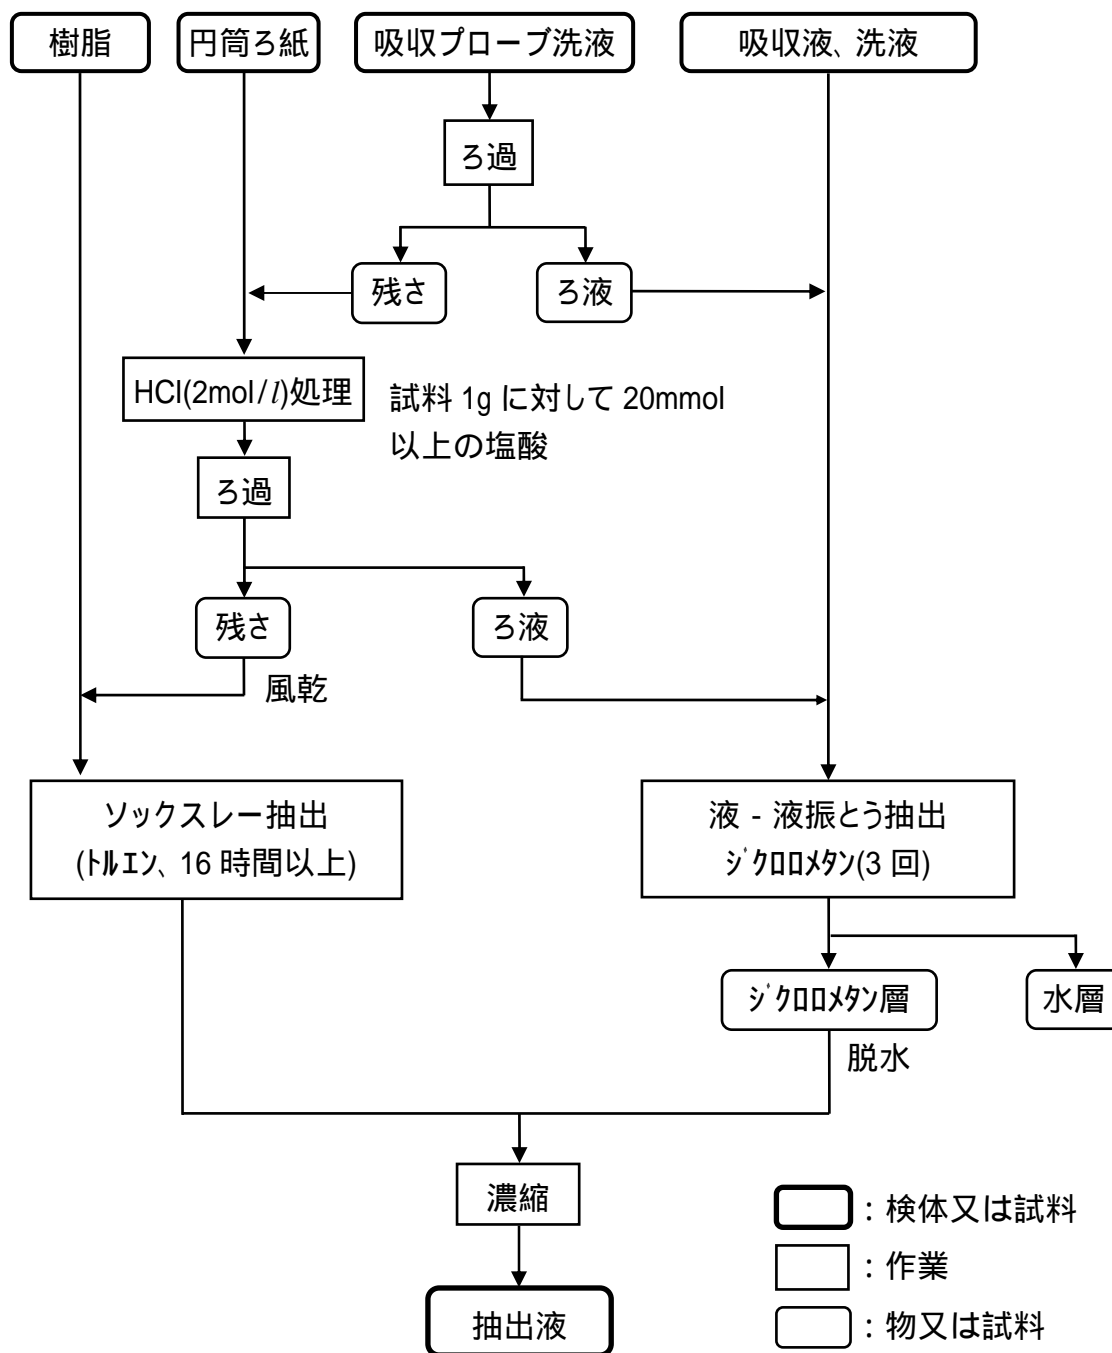 樹脂
円筒ろ紙
吸収プローブ洗液
吸収液、洗液
ろ過
残さ
ろ液
HCl(2mol/l)処理
試料 1g に対して 20mmol
以上の塩酸
ろ過
残さ
ろ液
風乾
ソックスレー抽出
(ﾄﾙｴﾝ、16 時間以上)
液 - 液振とう抽出
ｼﾞｸﾛﾛﾒﾀﾝ(3 回)
ｼﾞｸﾛﾛﾒﾀﾝ層
水層
脱水
濃縮
抽出液
：検体又は試料
：作業
：物又は試料